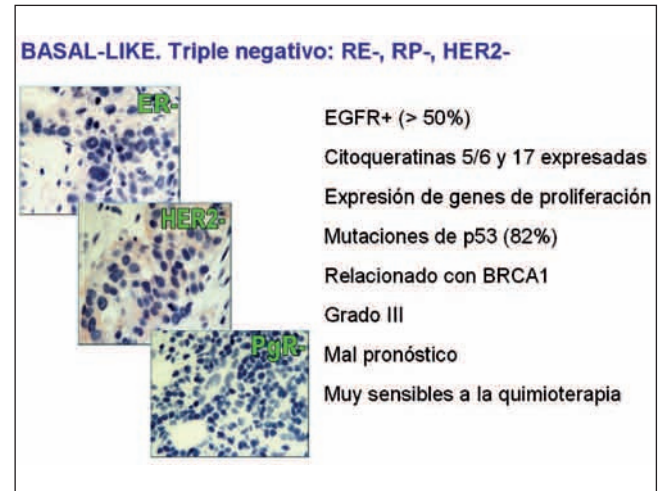 BASAL-LIKE. Triple negativo: RE-, RP-, HER2-
ER-
HER2-
PgR-
EGFR+ (> 50%)
Citoqueratinas 5/6 y 17 expresadas
Expresión de genes de proliferación
Mutaciones de p53 (82%)
Relacionado con BRCA1
Grado III
Mal pronóstico
Muy sensibles a la quimioterapia